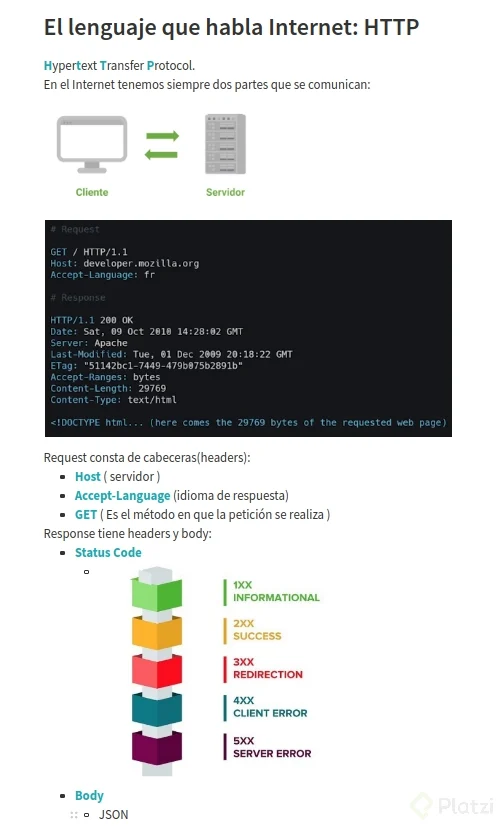 El lenguaje que habla Internet: HTTP
Hypertext Transfer Protocol.
En el Internet tenemos siempre dos partes que se comunican:
Cliente
Servidor
# Request
GET / HTTP/1.1
Host: developer.mozilla.org
Accept-Language: fr
# Response
HTTP/1.1 200 OK
Date: Sat, 09 Oct 2010 14:28:02 GMT
Server: Apache
Last-Modified: Tue, 01 Dec 2009 20:18:22 GMT
ETag: "51142bc1-7449-479b075b2891b"
Accept-Ranges: bytes
Content-Length: 29769
Content-Type: text/html
<!DOCTYPE html... (here comes the 29769 bytes of the requested web page)
Request consta de cabeceras(headers):
Host ( servidor )
Accept-Language (idioma de respuesta)
GET ( Es el método en que la petición se realiza )
Response tiene headers y body:
Status Code
1XX
INFORMATIONAL
2XX
SUCCESS
3XX
REDIRECTION
4XX
CLIENT ERROR
5XX
SERVER ERROR
Body
JSON
Platzi